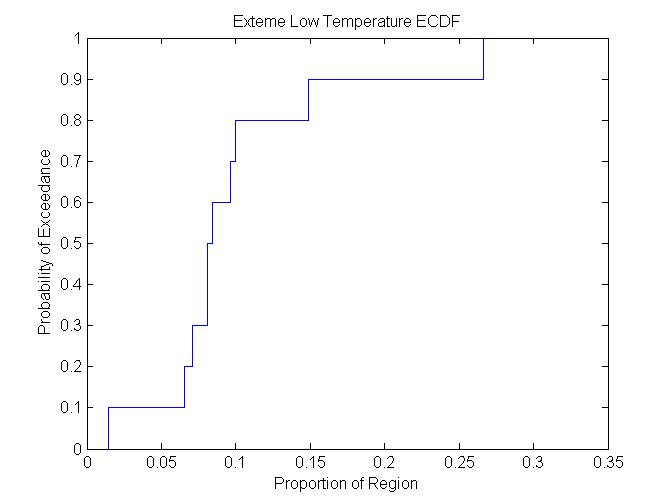 Exteme Low Temperature ECDF
1
0.9
0.8
0.7
0.6
0.5
0.4
0.3
0.2
0.1
0
Probability of Exceedance
0 0.05 0.1 0.15 0.2 0.25 0.3 0.35
Proportion of Region